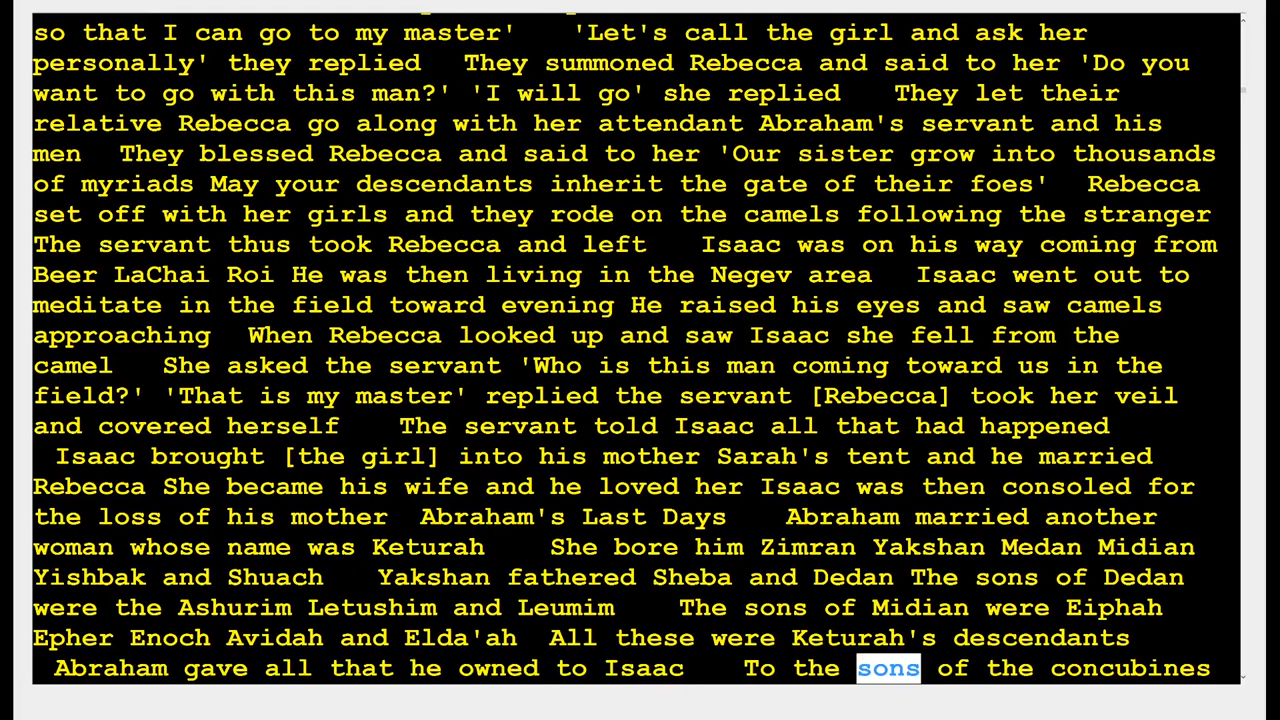 so that I can go to my master' 'Let's call the girl and ask her
personally' they replied They summoned Rebecca and said to her 'Do you
want to go with this man?' 'I will go' she replied They let their
relative Rebecca go along with her attendant Abraham's servant and his
men They blessed Rebecca and said to her 'Our sister grow into thousands
of myriads May your descendants inherit the gate of their foes' Rebecca
set off with her girls and they rode on the camels following the stranger
The servant thus took Rebecca and left Isaac was on his way coming from
Beer LaChai Roi He was then living in the Negev area Isaac went out to
meditate in the field toward evening He raised his eyes and saw camels
approaching When Rebecca looked up and saw Isaac she fell from the
camel She asked the servant 'Who is this man coming toward us in the
field?' 'That is my master' replied the servant [Rebecca] took her veil
and covered herself The servant told Isaac all that had happened
Isaac brought [the girl] into his mother Sarah's tent and he married
Rebecca She became his wife and he loved her Isaac was then consoled for
the loss of his mother Abraham's Last Days Abraham married another
woman whose name was Keturah She bore him Zimran Yakshan Medan Midian
Yishbak and Shuach Yakshan fathered Sheba and Dedan The sons of Dedan
were the Ashurim Letushim and Leumim The sons of Midian were Eiphah
Epher Enoch Avidah and Elda'ah All these were Keturah's descendants
Abraham gave all that he owned to Isaac To the sons of the concubines